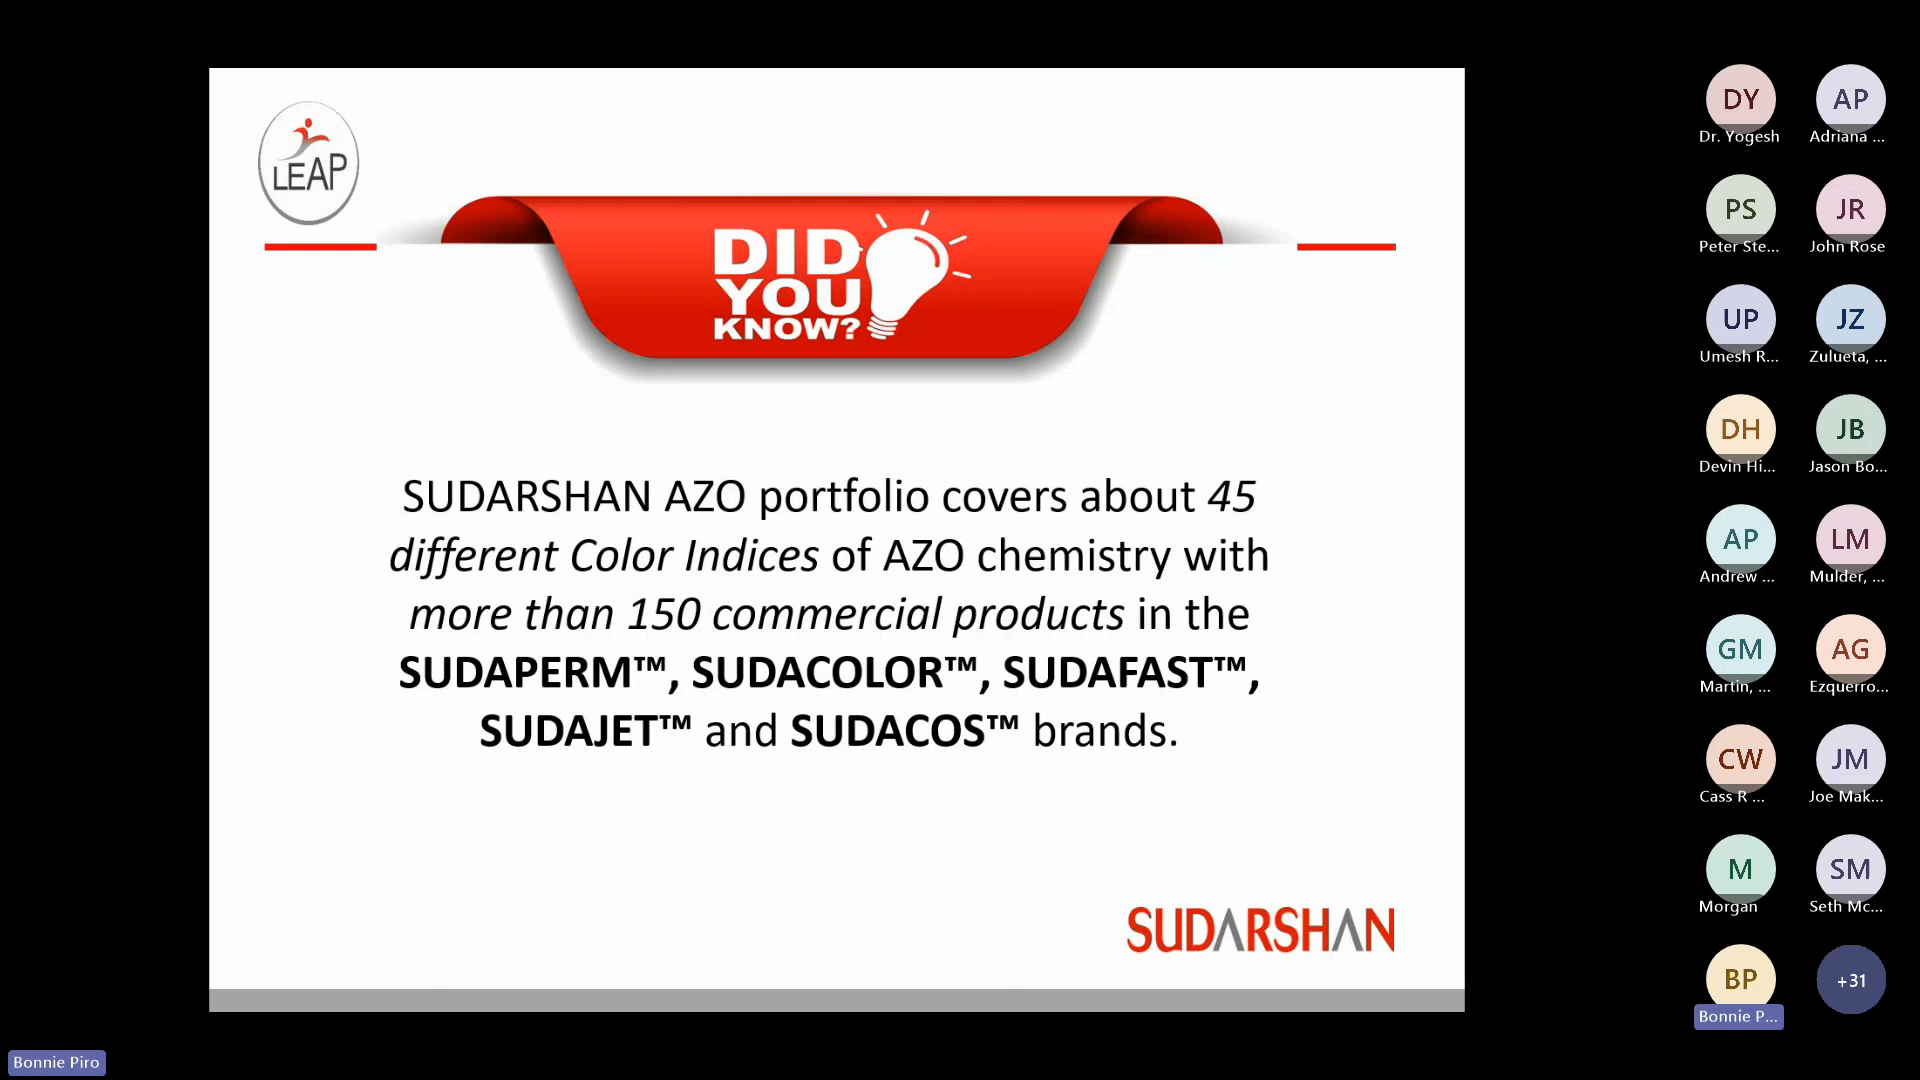 LEAP
DID
YOU
KNOW?
SUDARSHAN AZO portfolio covers about 45
different Color Indices of AZO chemistry with
more than 150 commercial products in the
SUDAPERM™, SUDACOLOR™, SUDAFAST™,
SUDAJET™ and SUDACOS™ brands.
SUDARSHAN
DY
Dr. Yogesh
AP
Adriana ...
PS
Peter Ste...
JR
John Rose
UP
Umesh R...
JZ
Zulueta, ...
DH
Devin Hi...
JB
Jason Bo...
AP
Andrew ...
LM
Mulder, ...
GM
Martin, ...
AG
Ezquerro...
CW
Cass R ...
JM
Joe Mak...
M
Morgan
SM
Seth Mc...
BP
Bonnie P...
+31
Bonnie Piro